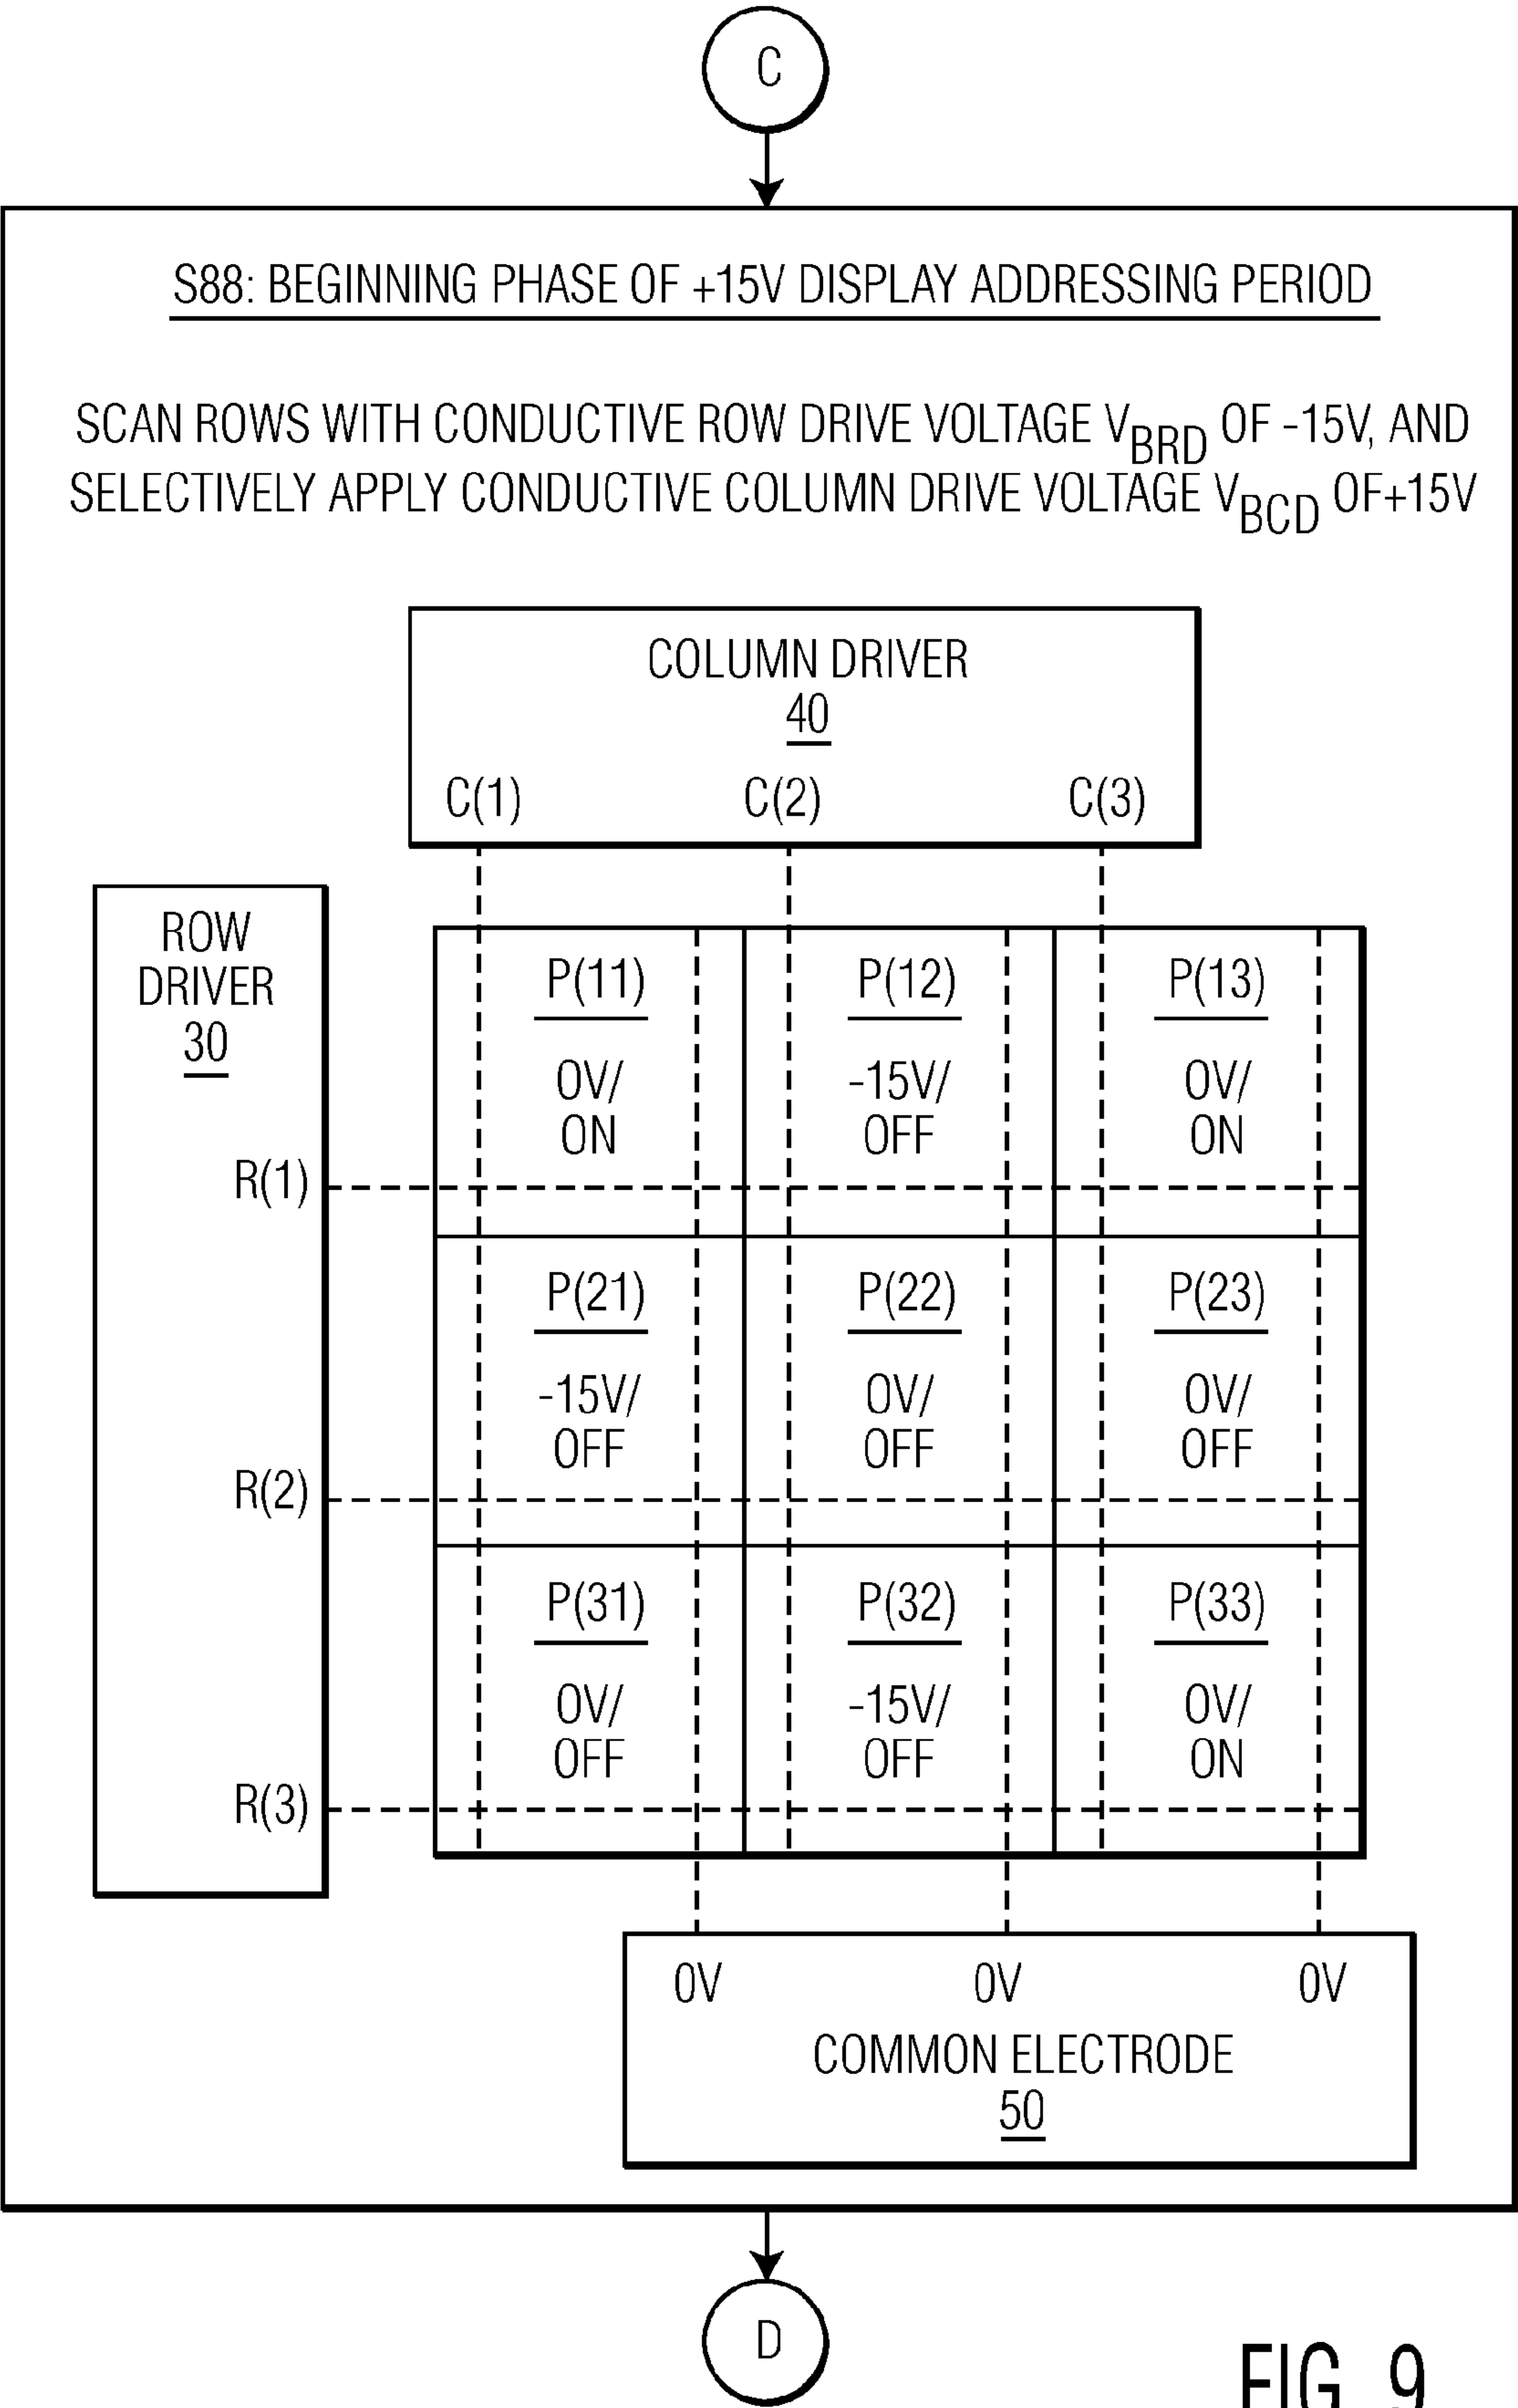 C
S88: BEGINNING PHASE OF +15V DISPLAY ADDRESSING PERIOD
SCAN ROWS WITH CONDUCTIVE ROW DRIVE VOLTAGE VBRD OF -15V, AND
SELECTIVELY APPLY CONDUCTIVE COLUMN DRIVE VOLTAGE VBCD OF+15V
COLUMN DRIVER
40
C(1) C(2) C(3)
ROW
DRIVER
30
P(11) P(12) P(13)
0V/ -15V/ 0V/
ON OFF ON
R(1)
P(21) P(22) P(23)
-15V/ 0V/ 0V/
OFF OFF OFF
R(2)
P(31) P(32) P(33)
0V/ -15V/ 0V/
OFF OFF ON
R(3)
0V 0V 0V
COMMON ELECTRODE
50
D
FIG. 9